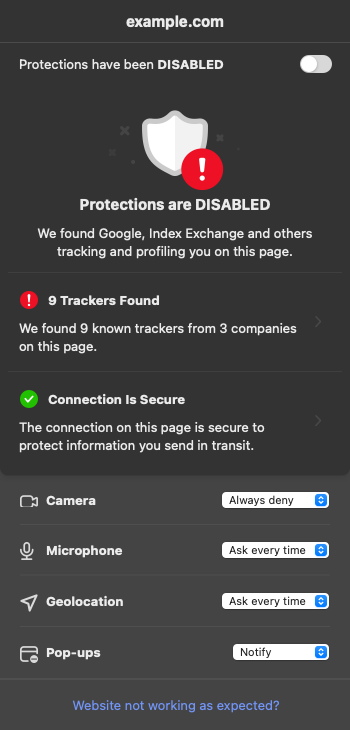 example.com
Protections have been DISABLED
Protections are DISABLED
We found Google, Index Exchange and others
tracking and profiling you on this page.
9 Trackers Found
We found 9 known trackers from 3 companies
on this page.
Connection Is Secure
The connection on this page is secure to
protect information you send in transit.
Camera Always deny
Microphone Ask every time
Geolocation Ask every time
Pop-ups Notify
Website not working as expected?